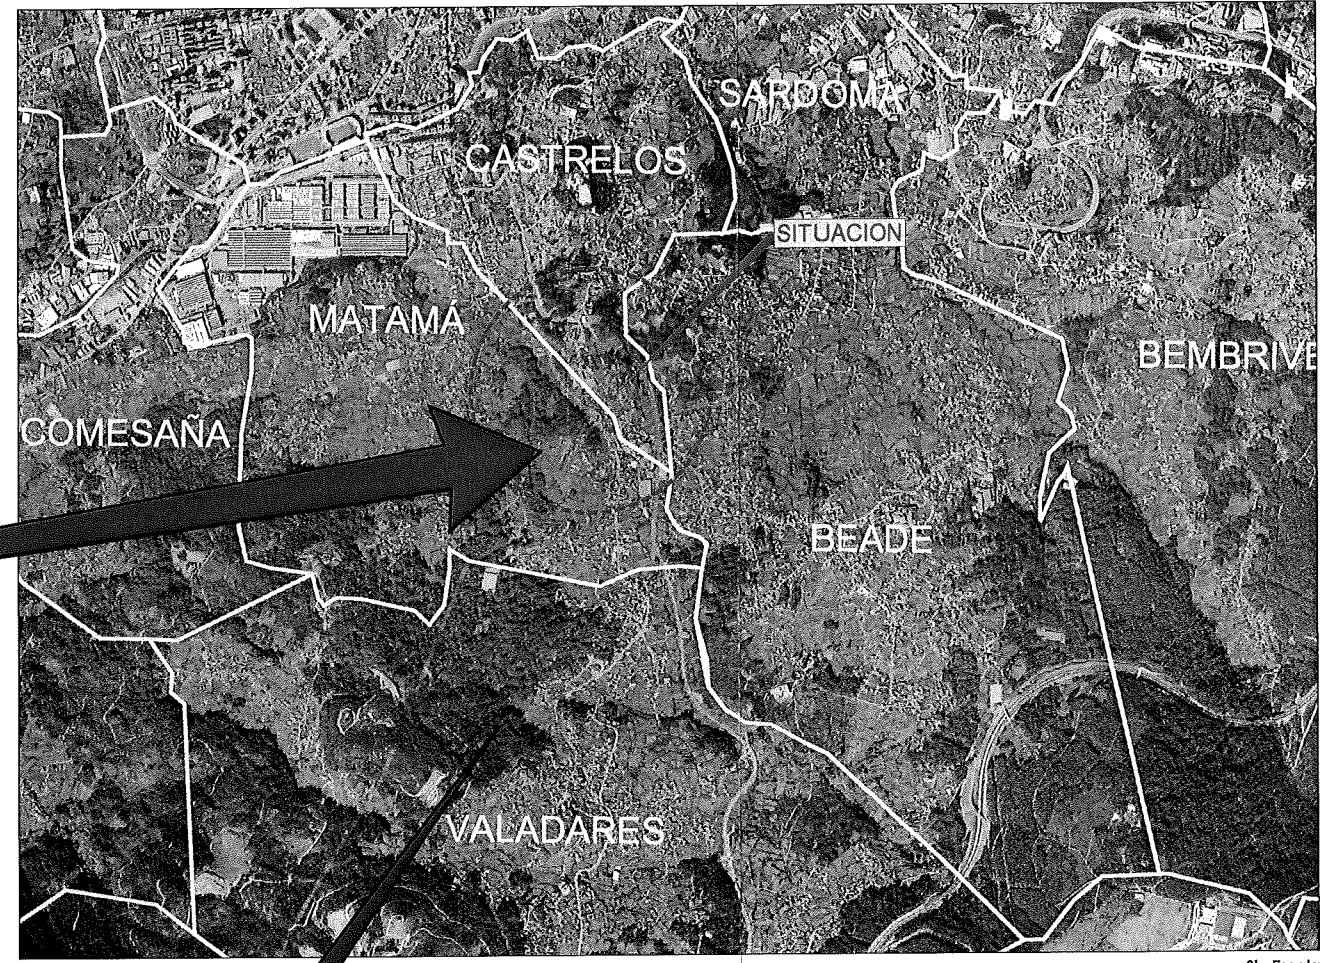 SARDOMA
CASTRELOS
SITUACION
MATAMÁ
BEMBRIVE
COMESAÑA
BEADE
VALADARES